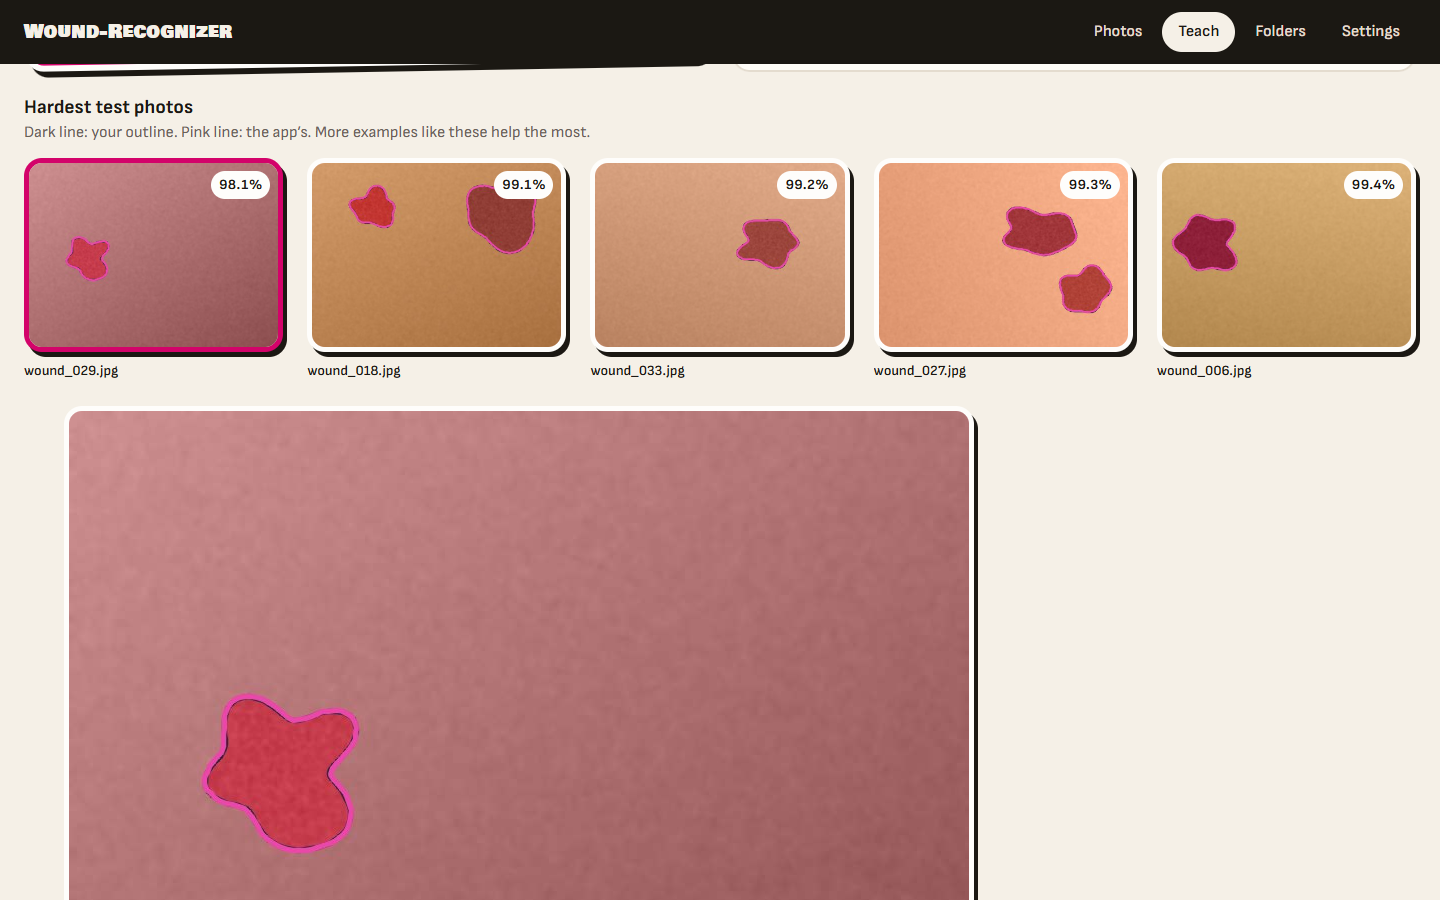 Wound-Recognizer
Photos
Teach
Folders
Settings
Hardest test photos
Dark line: your outline. Pink line: the app's. More examples like these help the most.
98.1%
99.1%
99.2%
99.3%
99.4%
wound_029.jpg
wound_018.jpg
wound_033.jpg
wound_027.jpg
wound_006.jpg